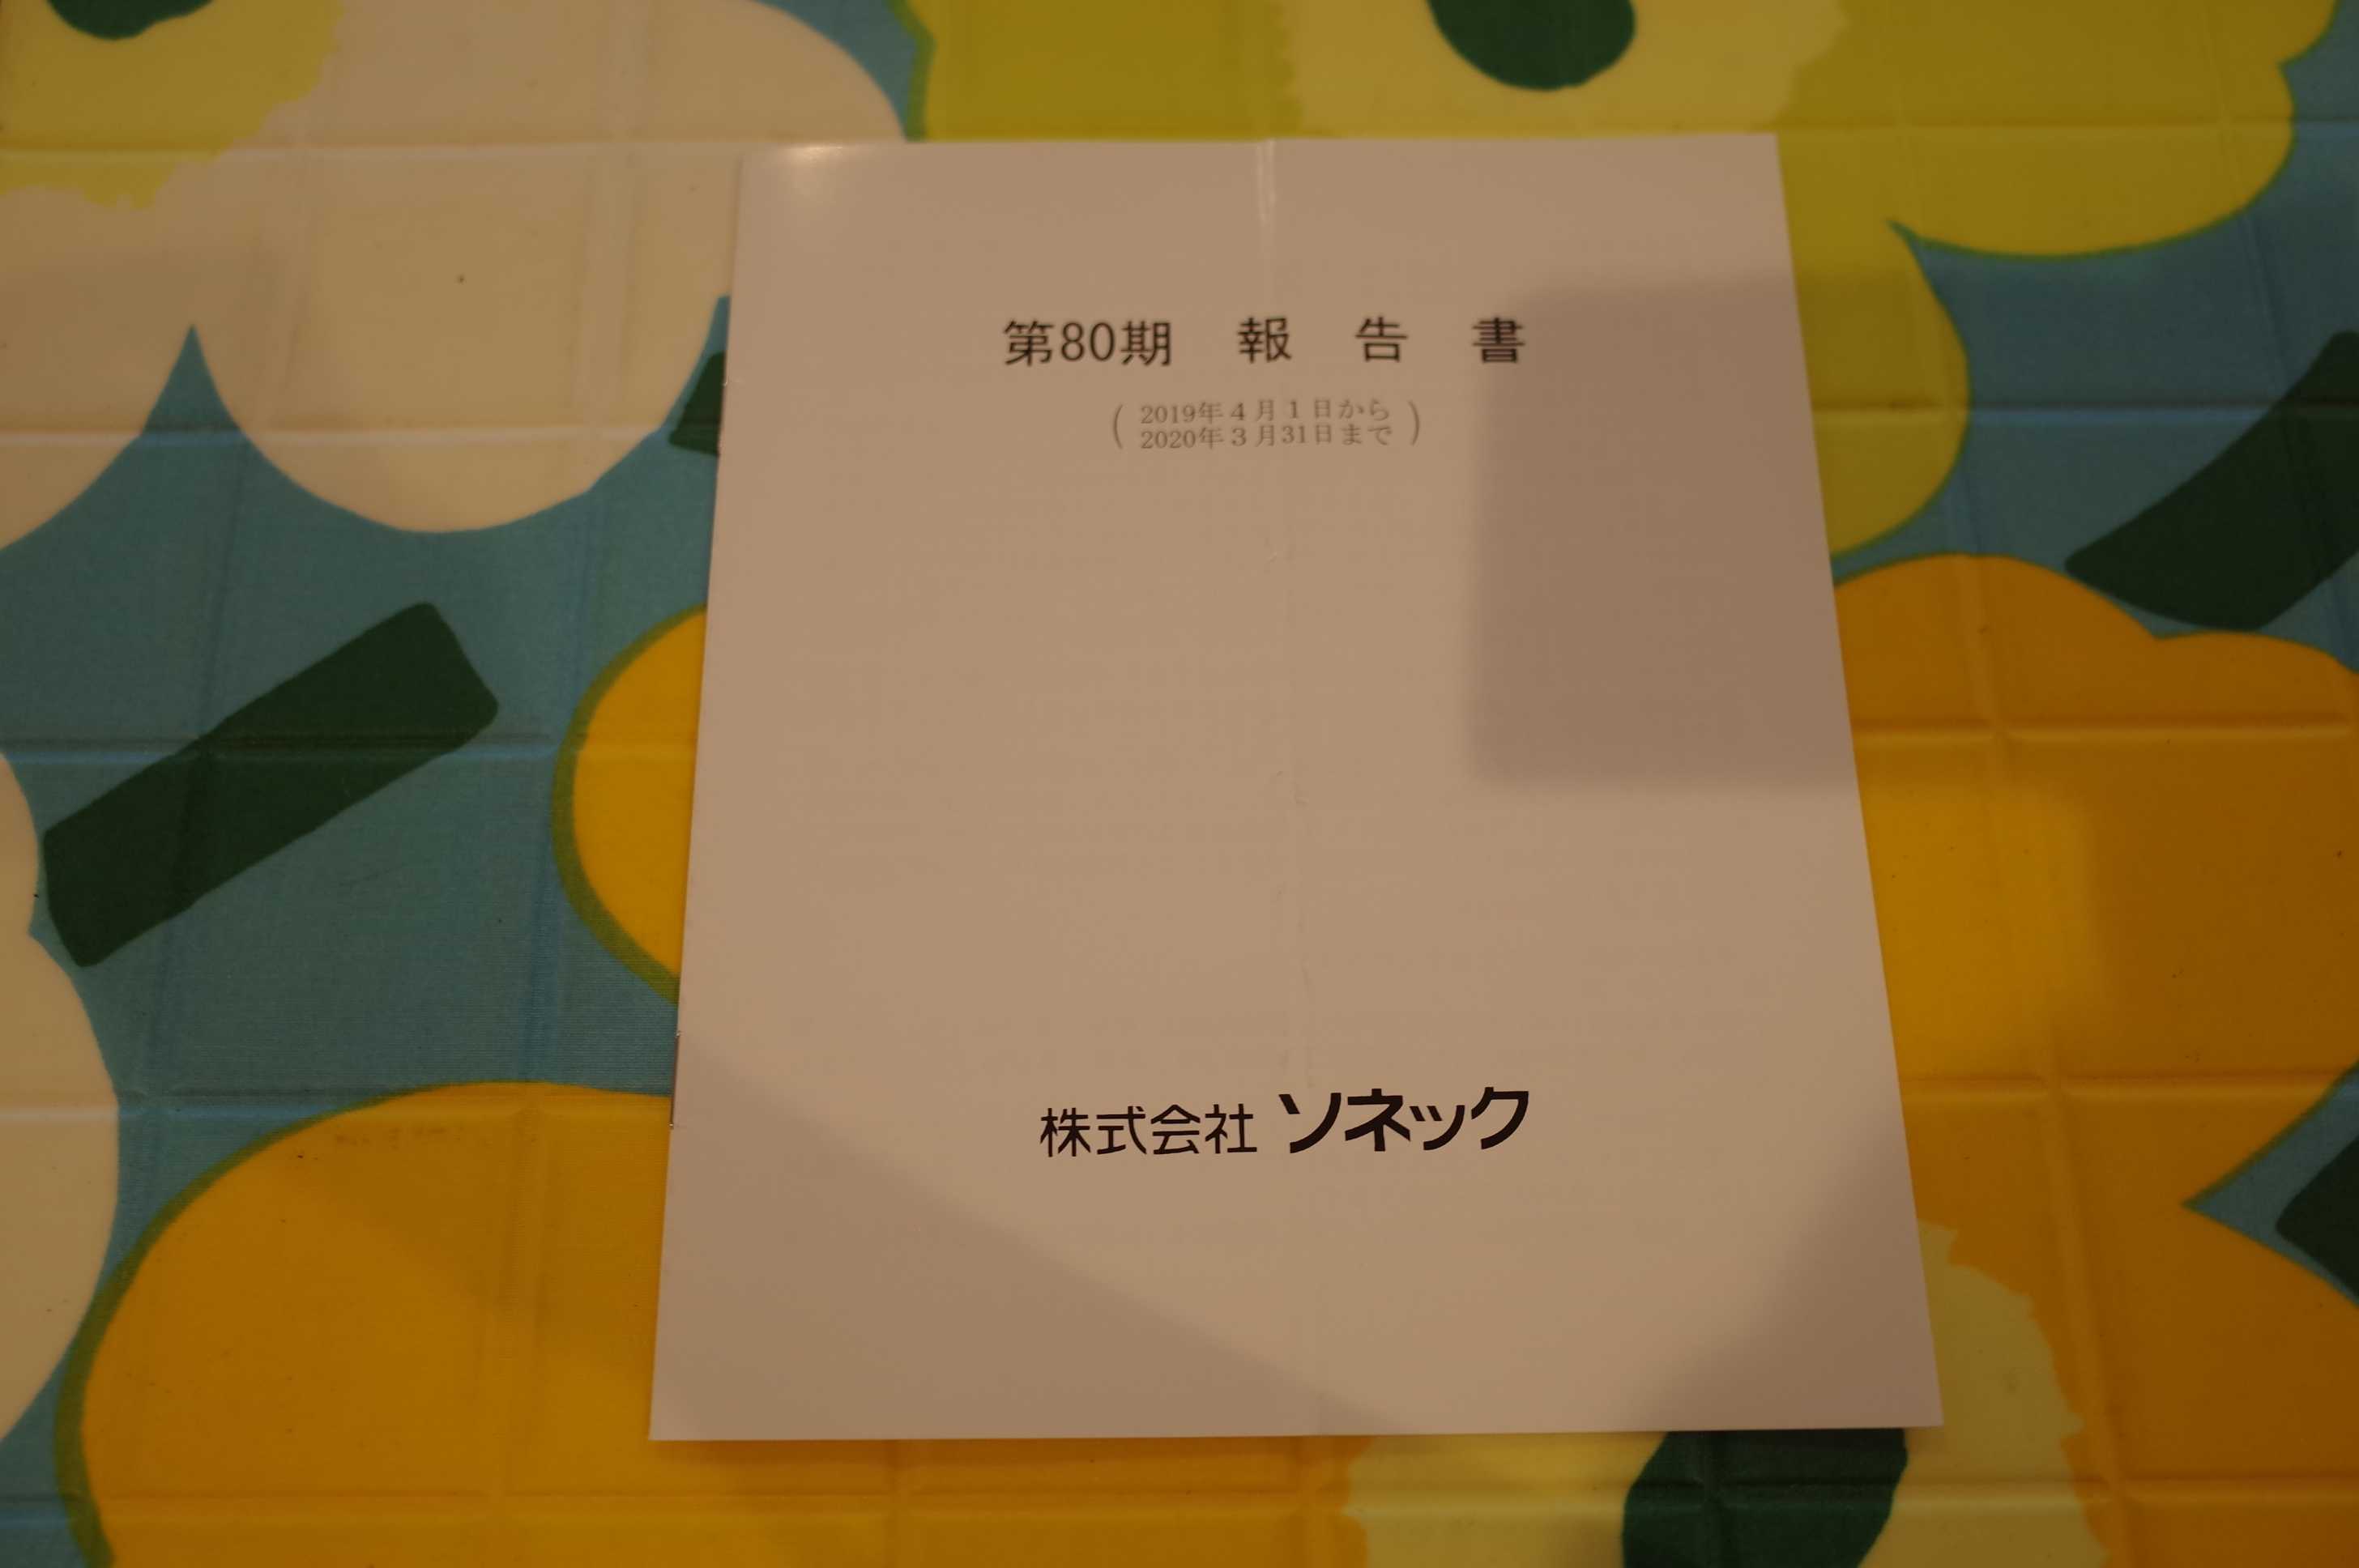 第80期 報 告 書
( 2019年4月1日から
2020年3月31日まで )
株式会社 ソネック